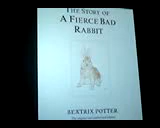 THE STORY OF
A FIERCE BAD
RABBIT
BEATRIX POTTER